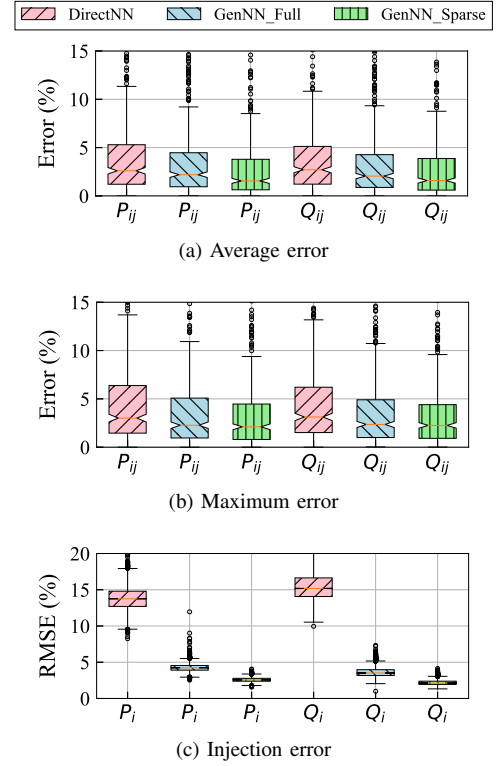 DirectNN GenNN_Full GenNN_Sparse
15
10
5
0
Error (%)
P_ij P_ij P_ij Q_ij Q_ij Q_ij
(a) Average error
15
10
5
0
Error (%)
P_ij P_ij P_ij Q_ij Q_ij Q_ij
(b) Maximum error
20
15
10
5
0
RMSE (%)
P_i P_i P_i Q_i Q_i Q_i
(c) Injection error